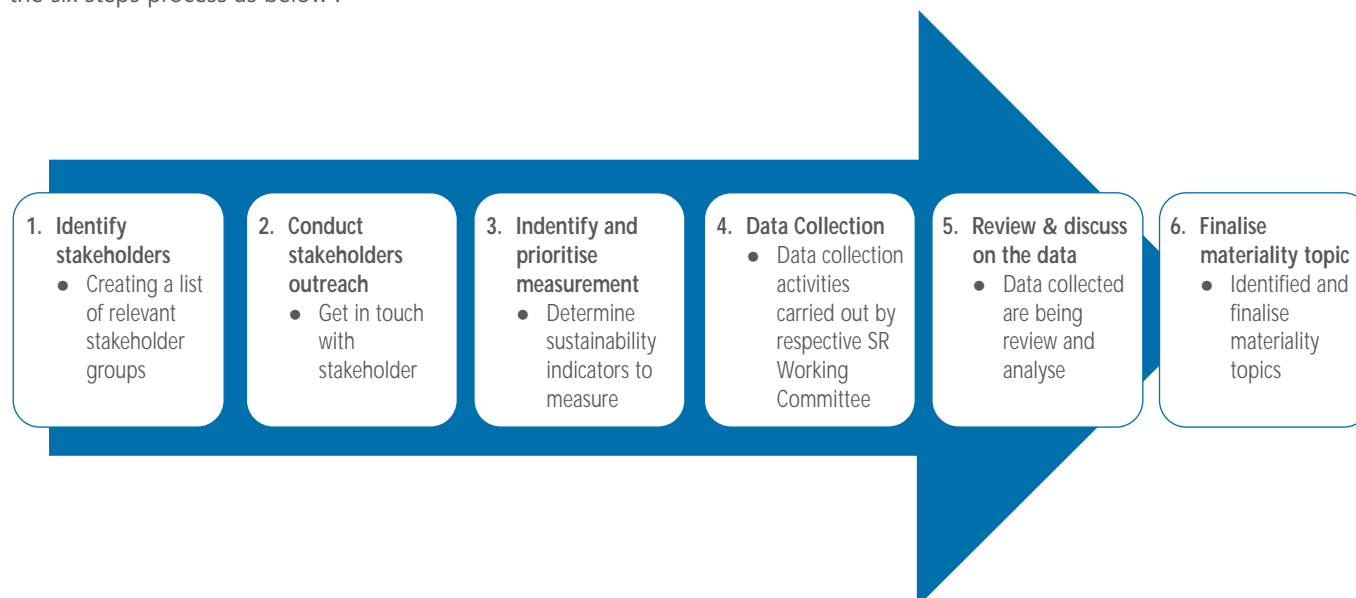 the six steps process as below :
1. Identify
stakeholders
● Creating a list
of relevant
stakeholder
groups
2. Conduct
stakeholders
outreach
● Get in touch
with
stakeholder
3. Indentify and
prioritise
measurement
● Determine
sustainability
indicators to
measure
4. Data Collection
● Data collection
activities
carried out by
respective SR
Working
Committee
5. Review & discuss
on the data
● Data collected
are being
review and
analyse
6. Finalise
materiality topic
● Identified and
finalise
materiality
topics